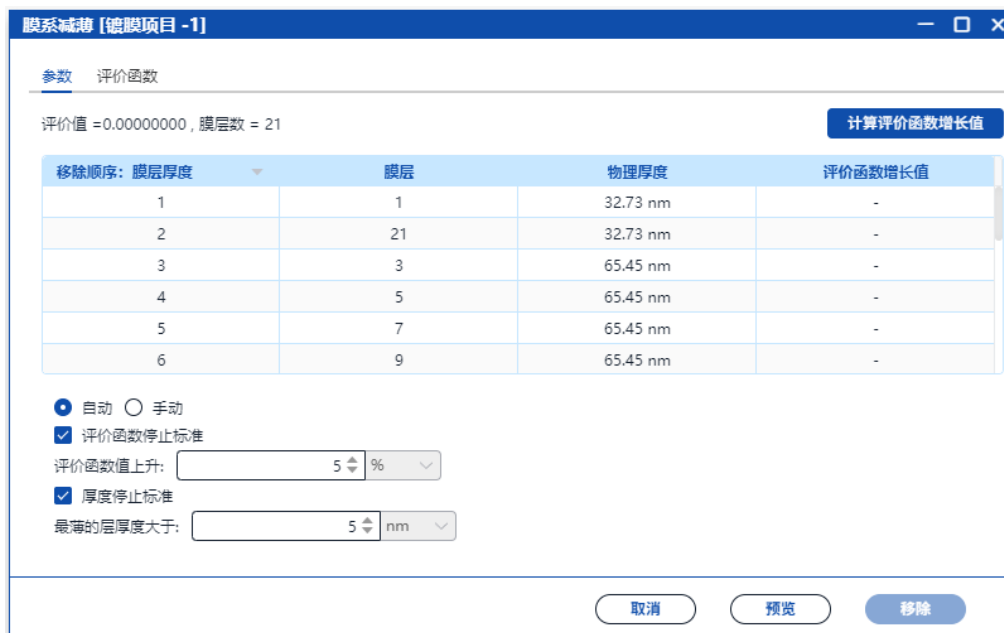 膜系减薄 [镀膜项目 -1]
参数 评价函数
评价值 =0.00000000 , 膜层数 = 21 计算评价函数增长值
移除顺序：膜层厚度 膜层 物理厚度 评价函数增长值
1 1 32.73 nm -
2 21 32.73 nm -
3 3 65.45 nm -
4 5 65.45 nm -
5 7 65.45 nm -
6 9 65.45 nm -
自动 手动
评价函数停止标准
评价函数值上升: 5 %
厚度停止标准
最薄的层厚度大于: 5 nm
取消 预览 移除